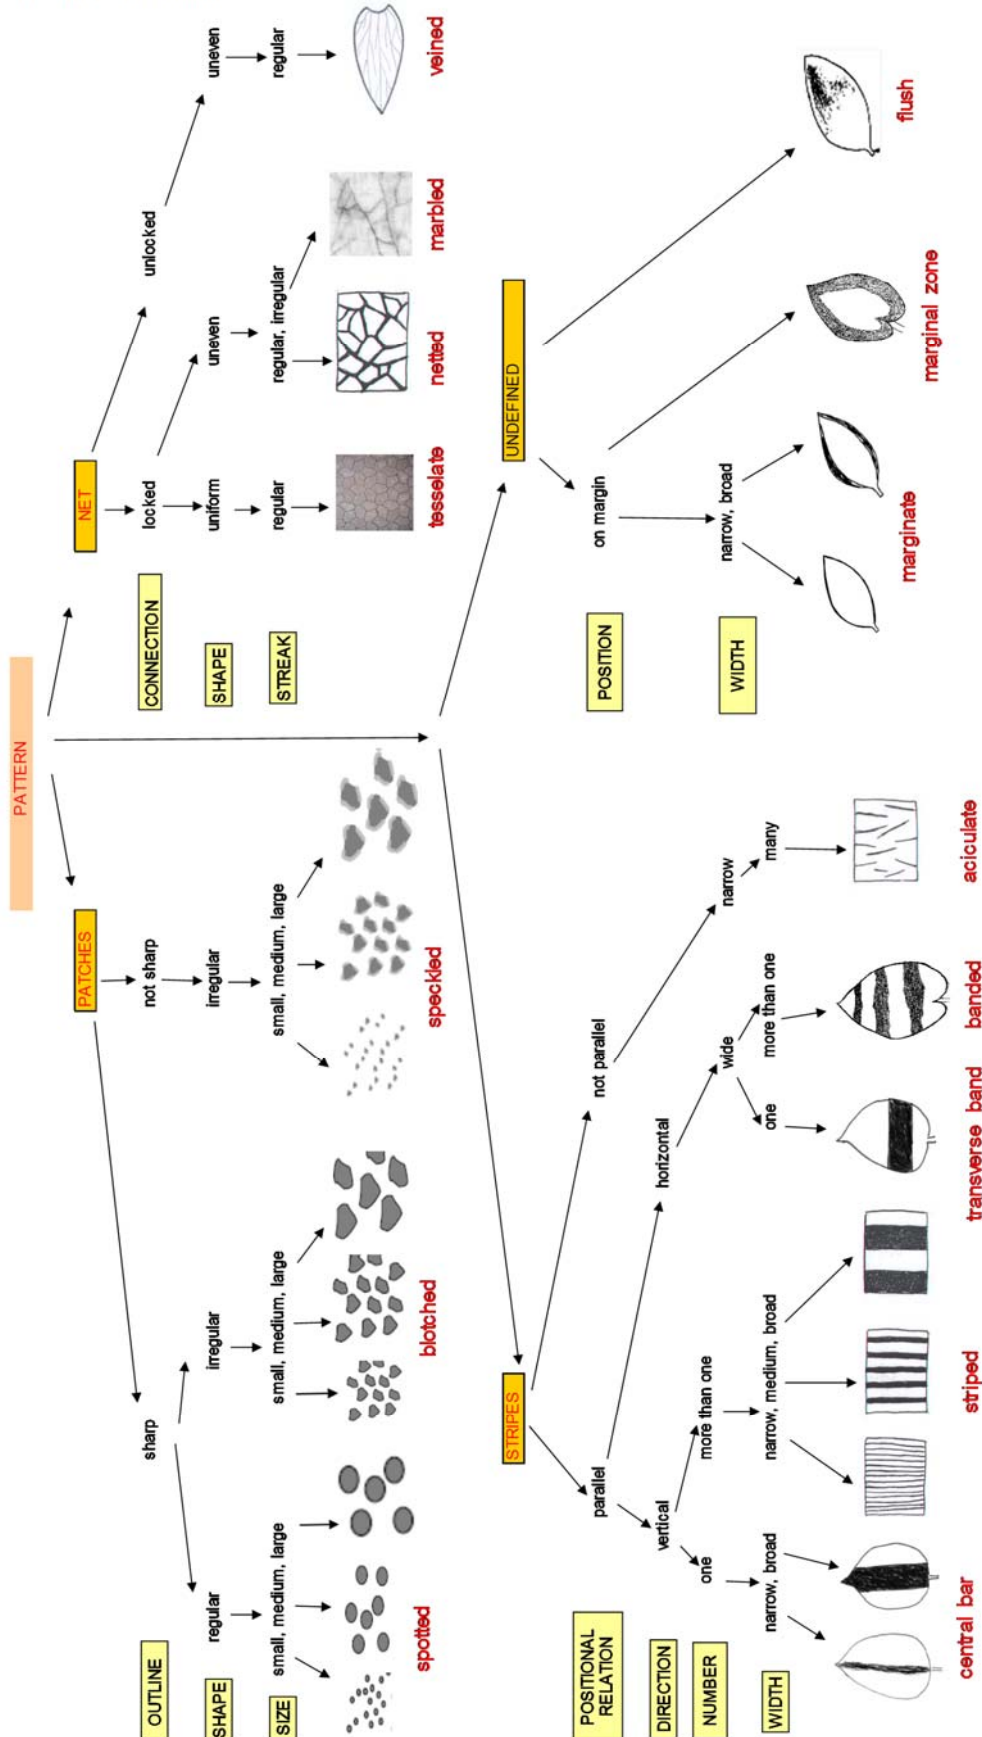 PATTERN
PATCHES
NET
OUTLINE
sharp
not sharp
CONNECTION
locked
unlocked
SHAPE
regular
irregular
irregular
SHAPE
uniform
uneven
uneven
SIZE
small, medium, large
small, medium, large
small, medium, large
STREAK
regular
regular, irregular
regular
spotted
blotched
speckled
tesselate
netted
marbled
veined
STRIPES
UNDEFINED
POSITIONAL
RELATION
parallel
not parallel
POSITION
on margin
DIRECTION
vertical
horizontal
NUMBER
one
more than one
wide
narrow
WIDTH
narrow, broad
WIDTH
narrow, broad
narrow, medium, broad
one
more than one
many
central bar
striped
transverse band
banded
aciculate
marginate
marginal zone
flush